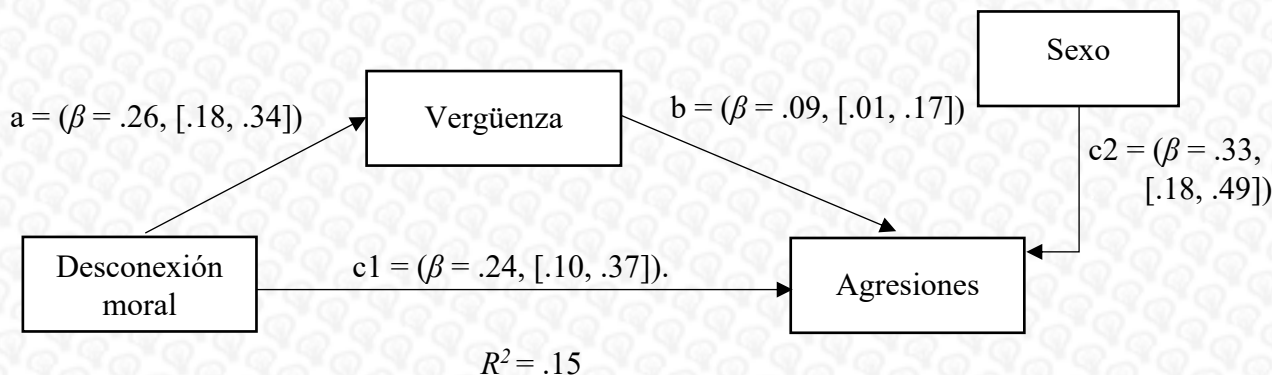 Sexo
a = (β = .26, [.18, .34])
Vergüenza
b = (β = .09, [.01, .17])
c2 = (β = .33,
[.18, .49])
Desconexión
moral
c1 = (β = .24, [.10, .37]).
Agresiones
R² = .15